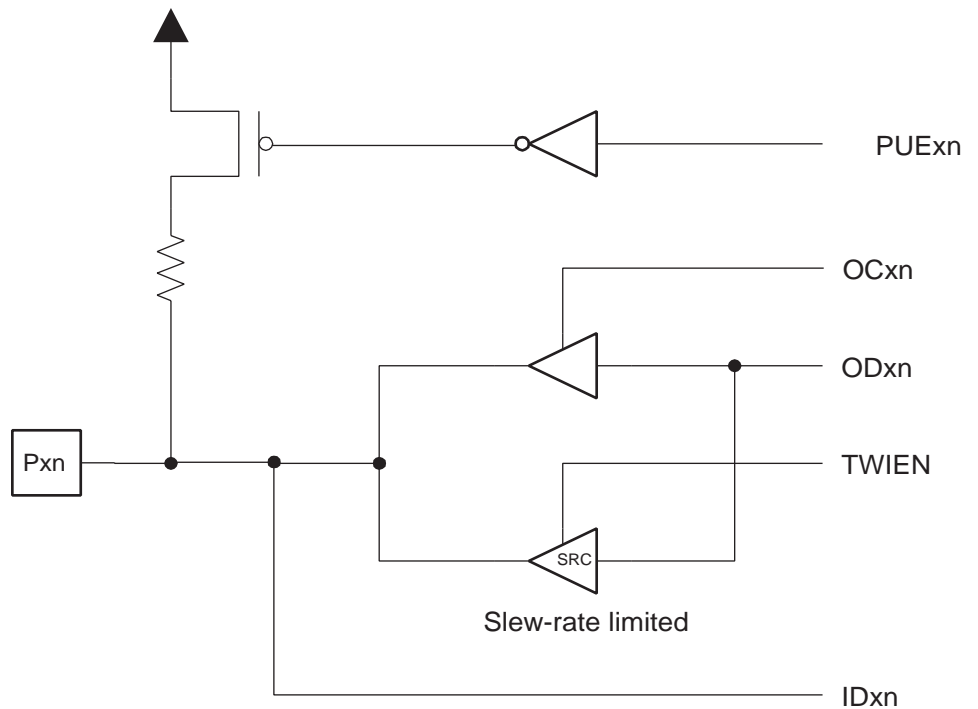 PUExn
OCxn
ODxn
Pxn
TWIEN
SRC
Slew-rate limited
IDxn